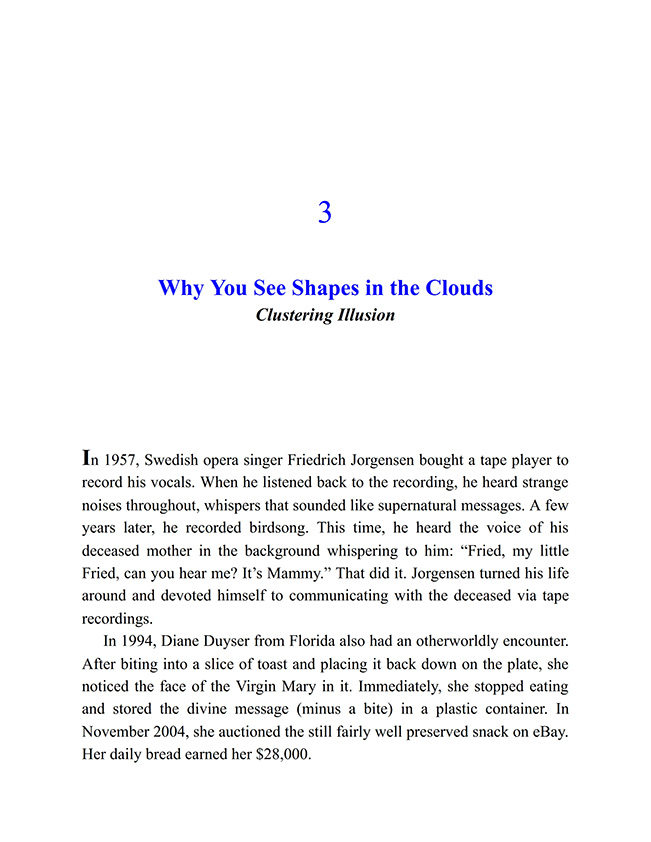 3
Why You See Shapes in the Clouds
Clustering Illusion
In 1957, Swedish opera singer Friedrich Jorgensen bought a tape player to
record his vocals. When he listened back to the recording, he heard strange
noises throughout, whispers that sounded like supernatural messages. A few
years later, he recorded birdsong. This time, he heard the voice of his
deceased mother in the background whispering to him: “Fried, my little
Fried, can you hear me? It’s Mammy.” That did it. Jorgensen turned his life
around and devoted himself to communicating with the deceased via tape
recordings.
In 1994, Diane Duyser from Florida also had an otherworldly encounter.
After biting into a slice of toast and placing it back down on the plate, she
noticed the face of the Virgin Mary in it. Immediately, she stopped eating
and stored the divine message (minus a bite) in a plastic container. In
November 2004, she auctioned the still fairly well preserved snack on eBay.
Her daily bread earned her $28,000.